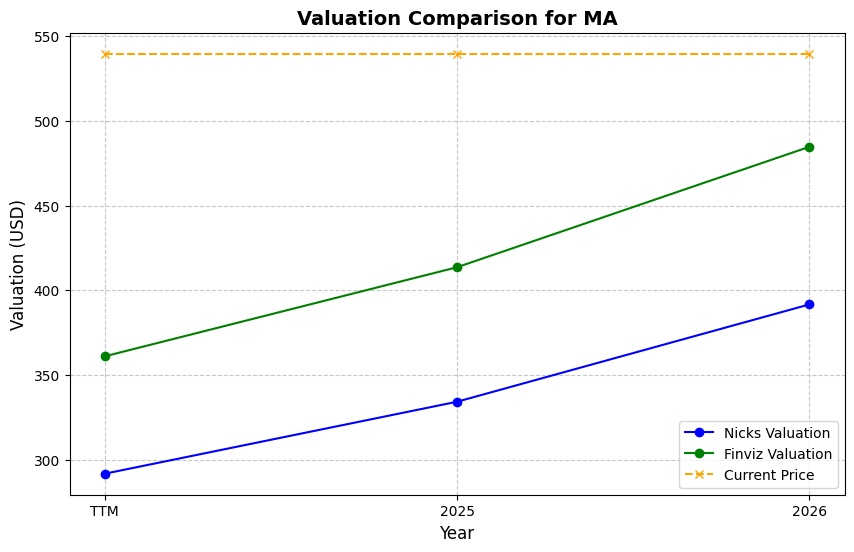 Valuation Comparison for MA
Valuation (USD)
550
500
450
400
350
300
TTM
2025
2026
Year
Nicks Valuation
Finviz Valuation
Current Price